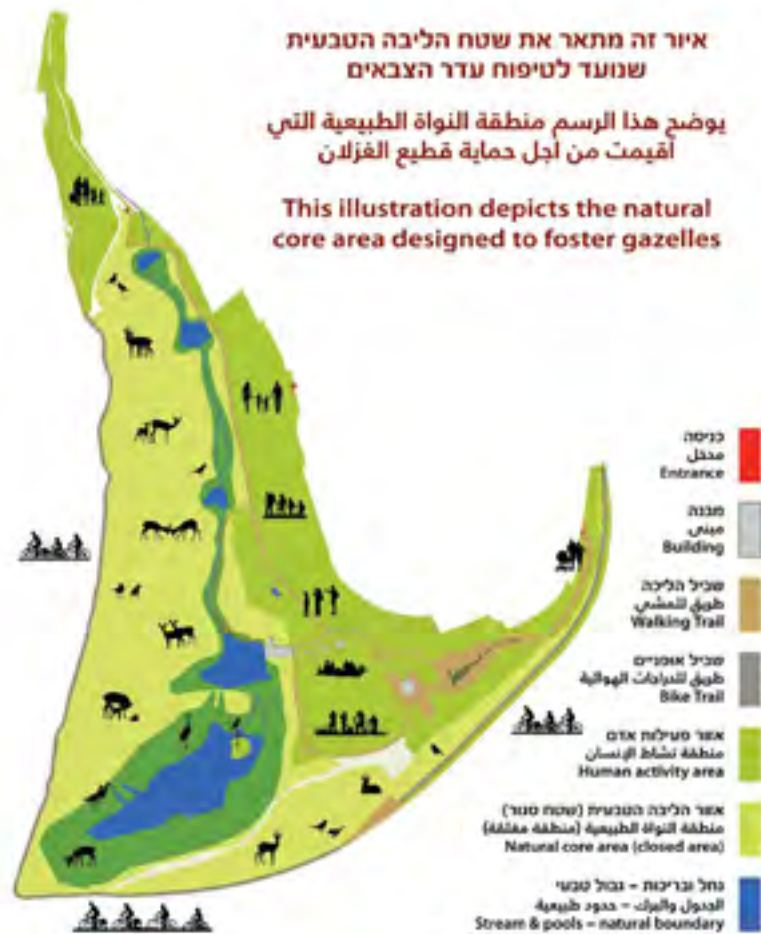 איור זה מתאר את שטח הליבה הטבעית
שנועד לטיפוח עדר הצבאים
يوضح هذا الرسم منطقة النواة الطبيعية التي
أقيمت من أجل حماية قطيع الغزلان
This illustration depicts the natural
core area designed to foster gazelles
כניסה
مدخل
Entrance
מבנה
مبنى
Building
שביל הליכה
طريق للمشي
Walking Trail
שביל אופניים
طريق للدراجات الهوائية
Bike Trail
אזור פעילות אדם
منطقة نشاط الإنسان
Human activity area
אזור הליבה הטבעית (שטח סגור)
منطقة النواة الطبيعية (منطقة مغلقة)
Natural core area (closed area)
נחל ובריכות – גבול טבעי
الجدول والبرك – حدود طبيعية
Stream & pools – natural boundary